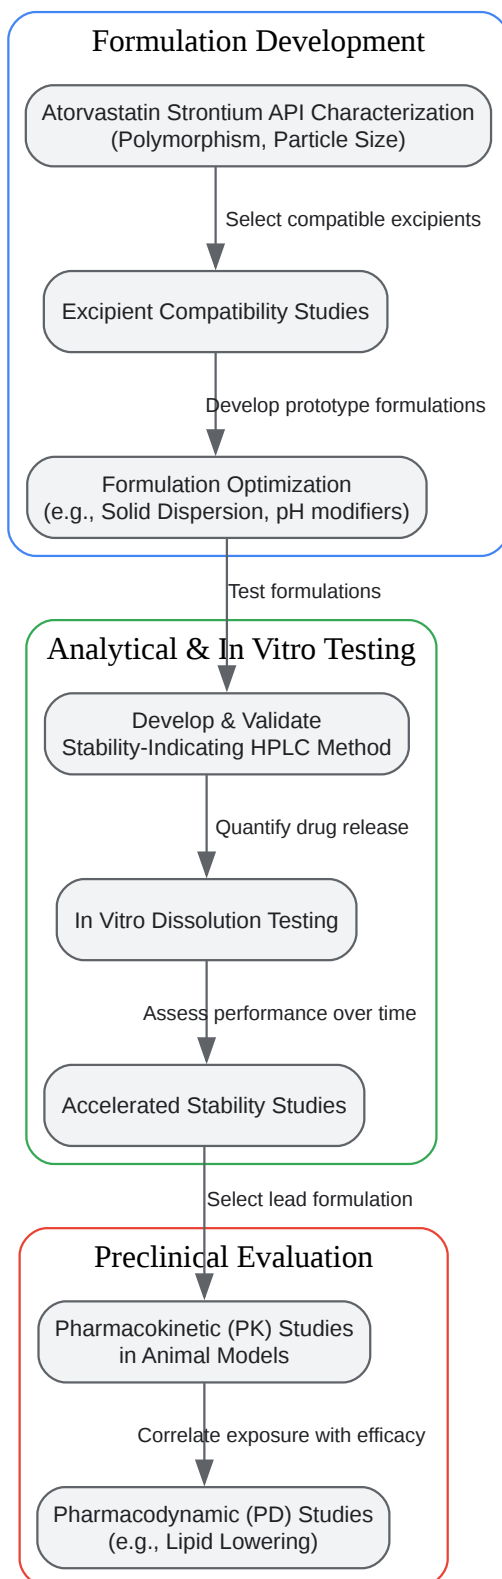 Formulation Development
Atorvastatin Strontium API Characterization
(Polymorphism, Particle Size)
Select compatible excipients
Excipient Compatibility Studies
Develop prototype formulations
Formulation Optimization
(e.g., Solid Dispersion, pH modifiers)
Test formulations
Analytical & In Vitro Testing
Develop & Validate
Stability-Indicating HPLC Method
Quantify drug release
In Vitro Dissolution Testing
Assess performance over time
Accelerated Stability Studies
Select lead formulation
Preclinical Evaluation
Pharmacokinetic (PK) Studies
in Animal Models
Correlate exposure with efficacy
Pharmacodynamic (PD) Studies
(e.g., Lipid Lowering)